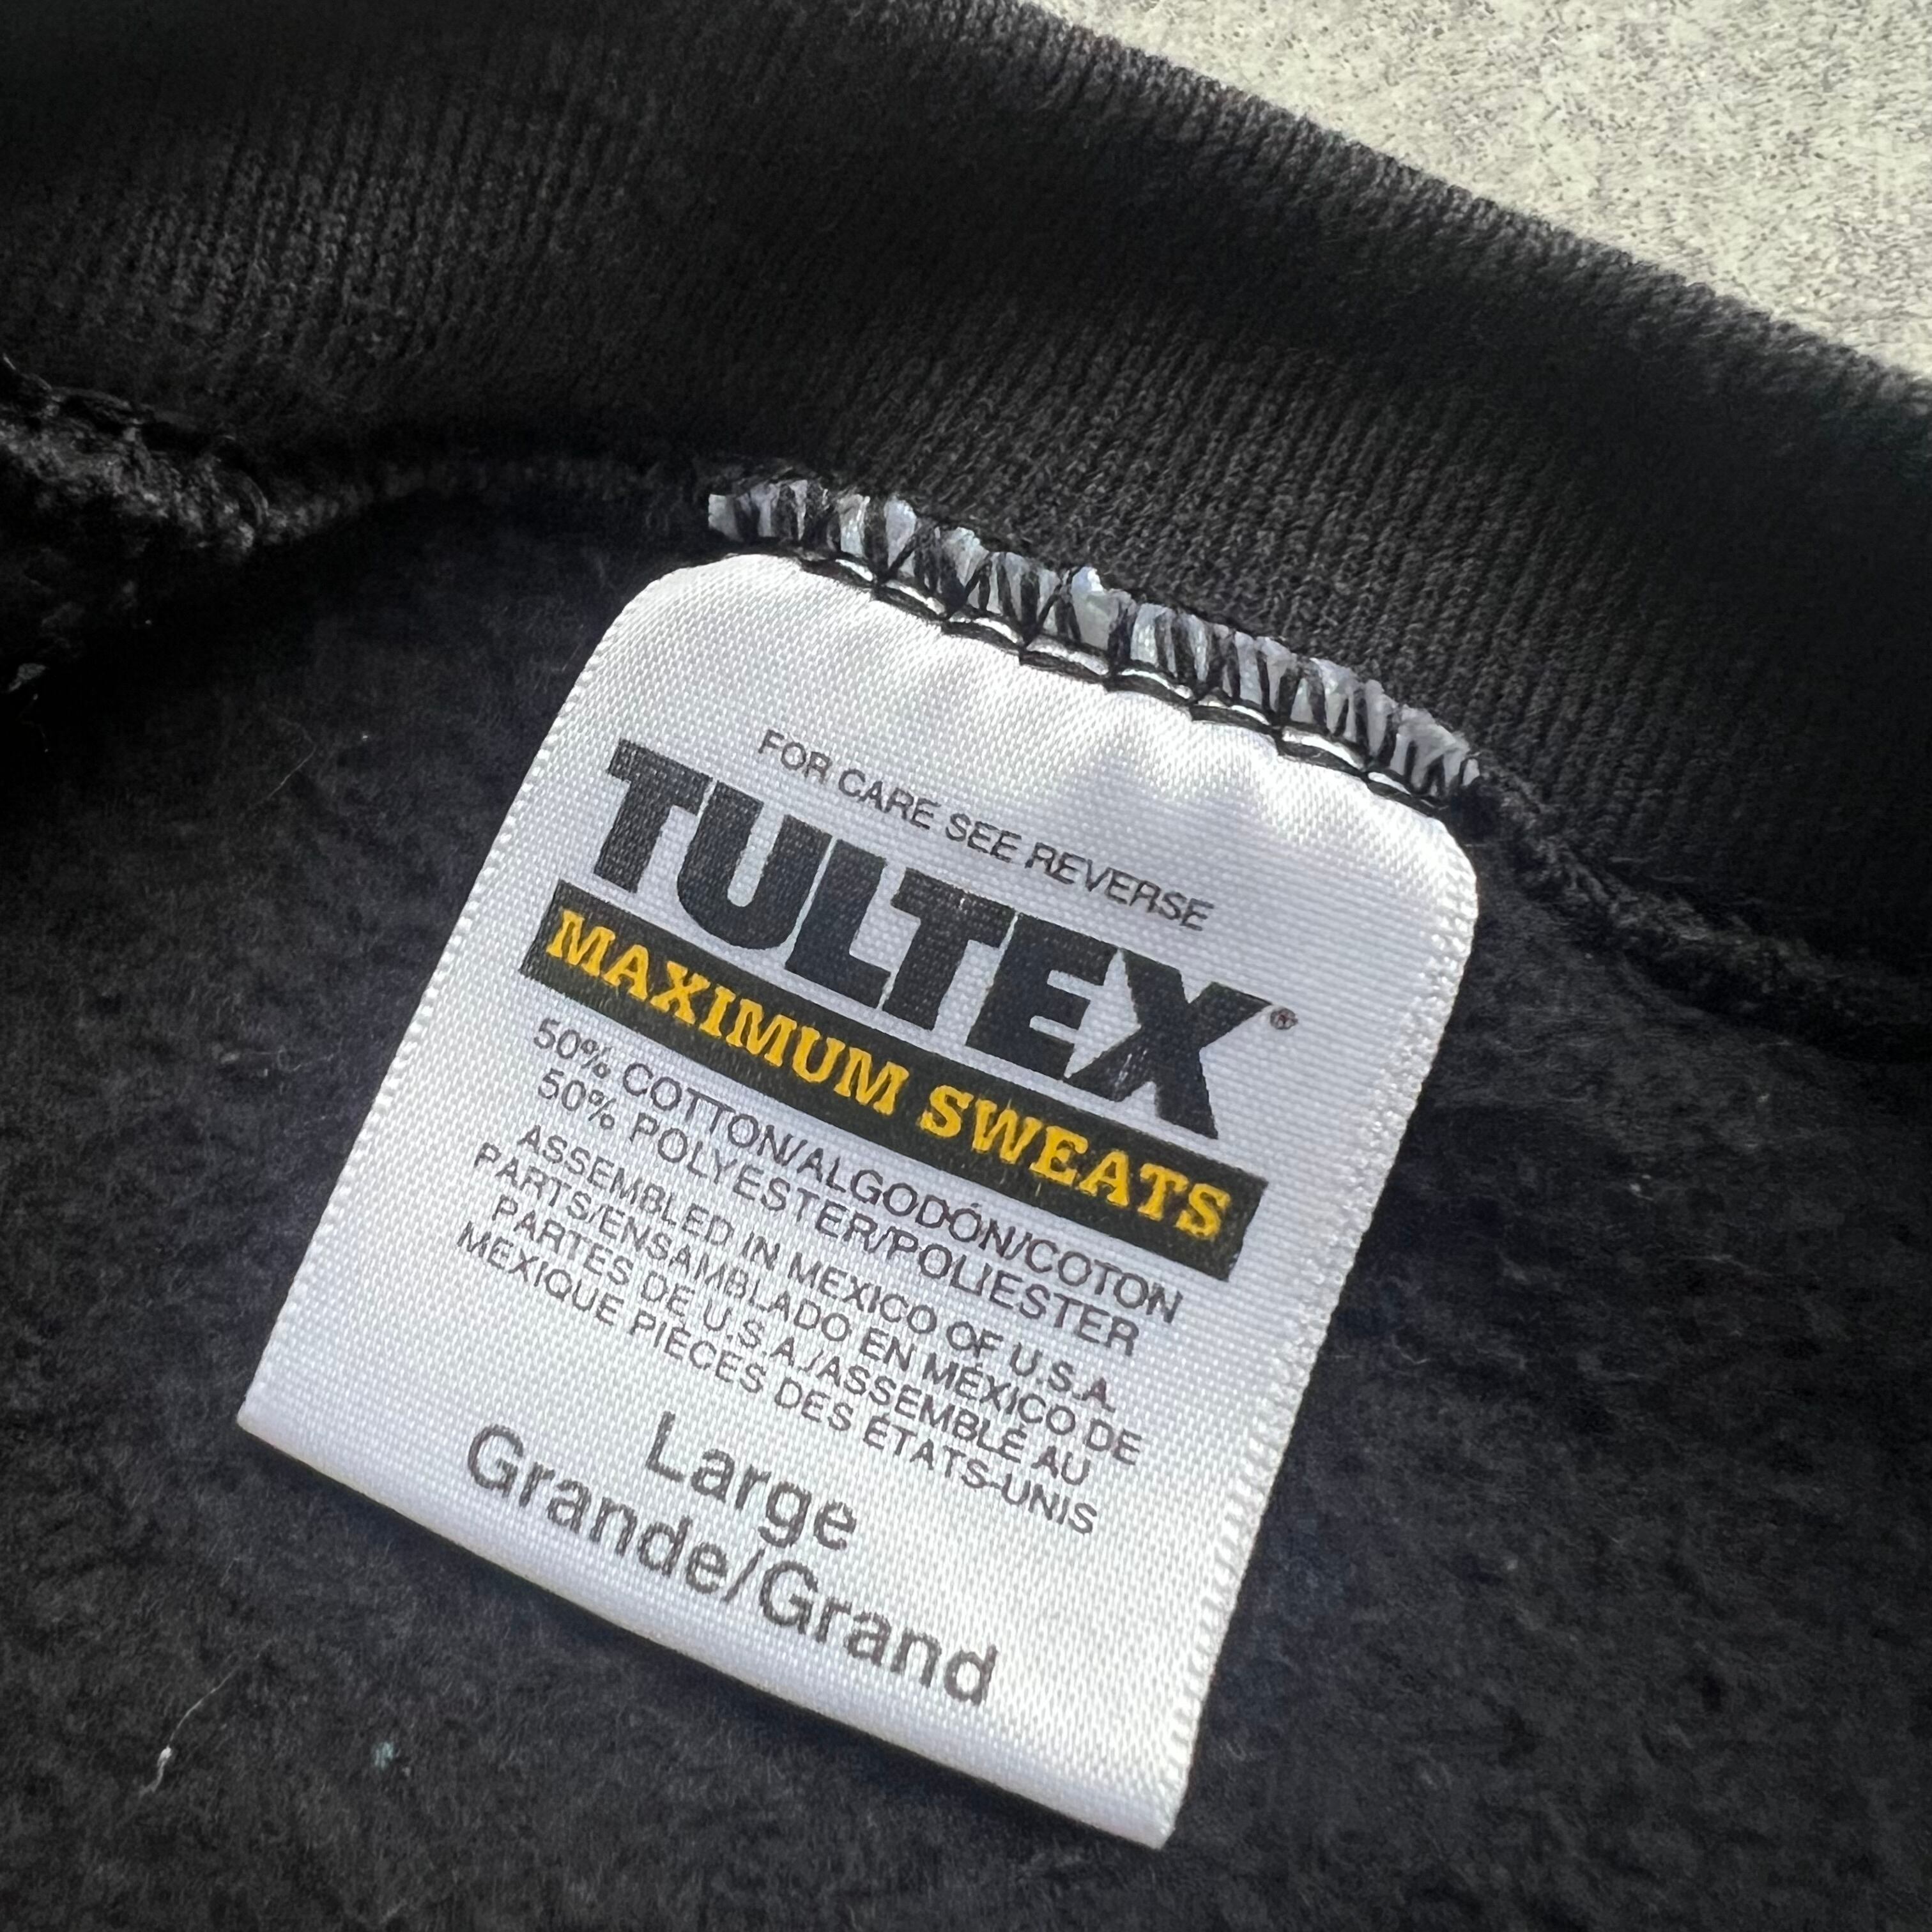 FOR CARE SEE REVERSE
TULTEX®
MAXIMUM SWEATS
50% COTTON/ALGODÓN/COTON
50% POLYESTER/POLIESTER
ASSEMBLED IN MEXICO OF U.S.A.
PARTS/ENSAMBLADO EN MÉXICO DE
PARTES DE U.S.A./ASSEMBLÉ AU
MEXIQUE PIÈCES DES ÉTATS-UNIS
Large
Grande/Grand